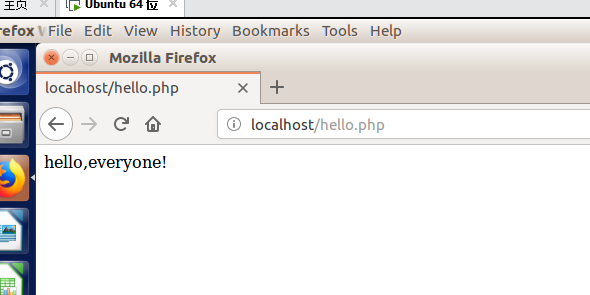 主页
Ubuntu 64 位
refox W File Edit View History Bookmarks Tools Help
Mozilla Firefox
localhost/hello.php
localhost/hello.php
hello,everyone!